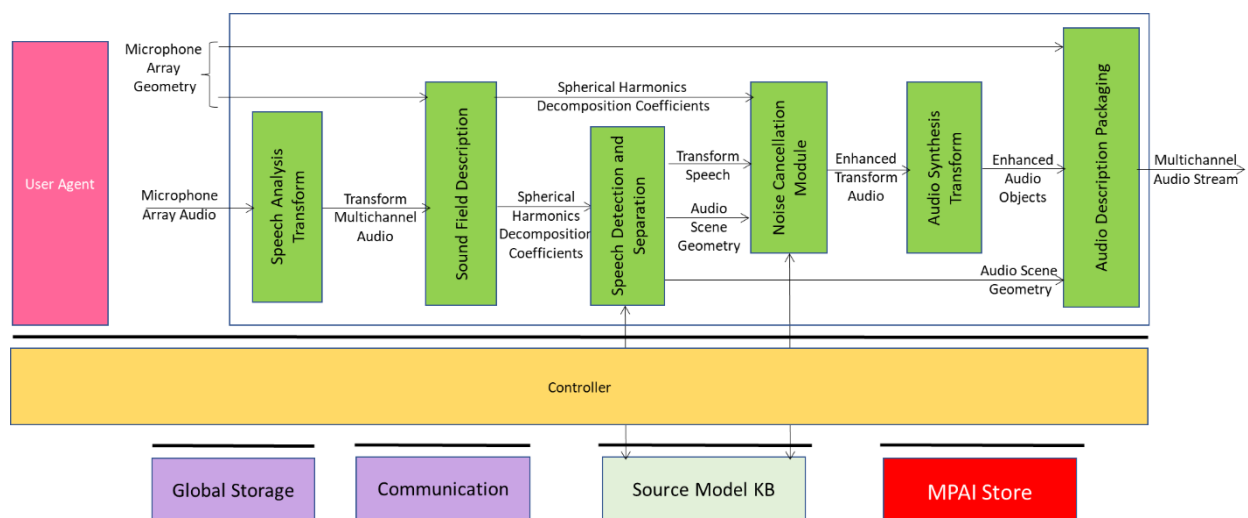 Microphone
Array
Geometry
User Agent
Microphone
Array Audio
Speech Analysis
Transform
Transform
Multichannel
Audio
Sound Field Description
Spherical Harmonics
Decomposition Coefficients
Spherical
Harmonics
Decomposition
Coefficients
Speech Detection and
Separation
Transform
Speech
Audio
Scene
Geometry
Noise Cancellation
Module
Enhanced
Transform
Audio
Audio Synthesis
Transform
Enhanced
Audio
Objects
Audio Scene
Geometry
Audio Description Packaging
Multichannel
Audio Stream
Controller
Global Storage
Communication
Source Model KB
MPAI Store